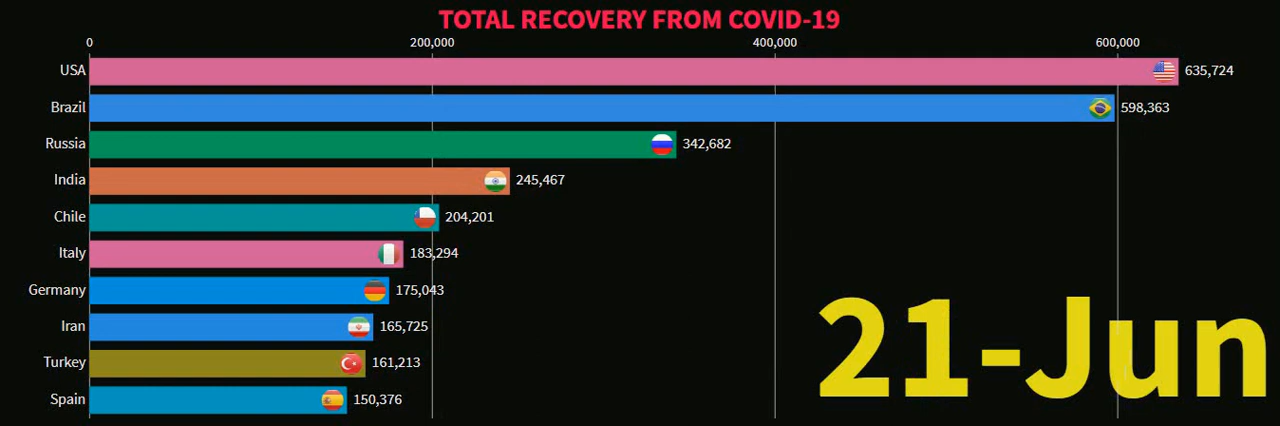 TOTAL RECOVERY FROM COVID-19
0 200,000 400,000 600,000
USA 635,724
Brazil 598,363
Russia 342,682
India 245,467
Chile 204,201
Italy 183,294
Germany 175,043
Iran 165,725
Turkey 161,213
Spain 150,376
21-Jun